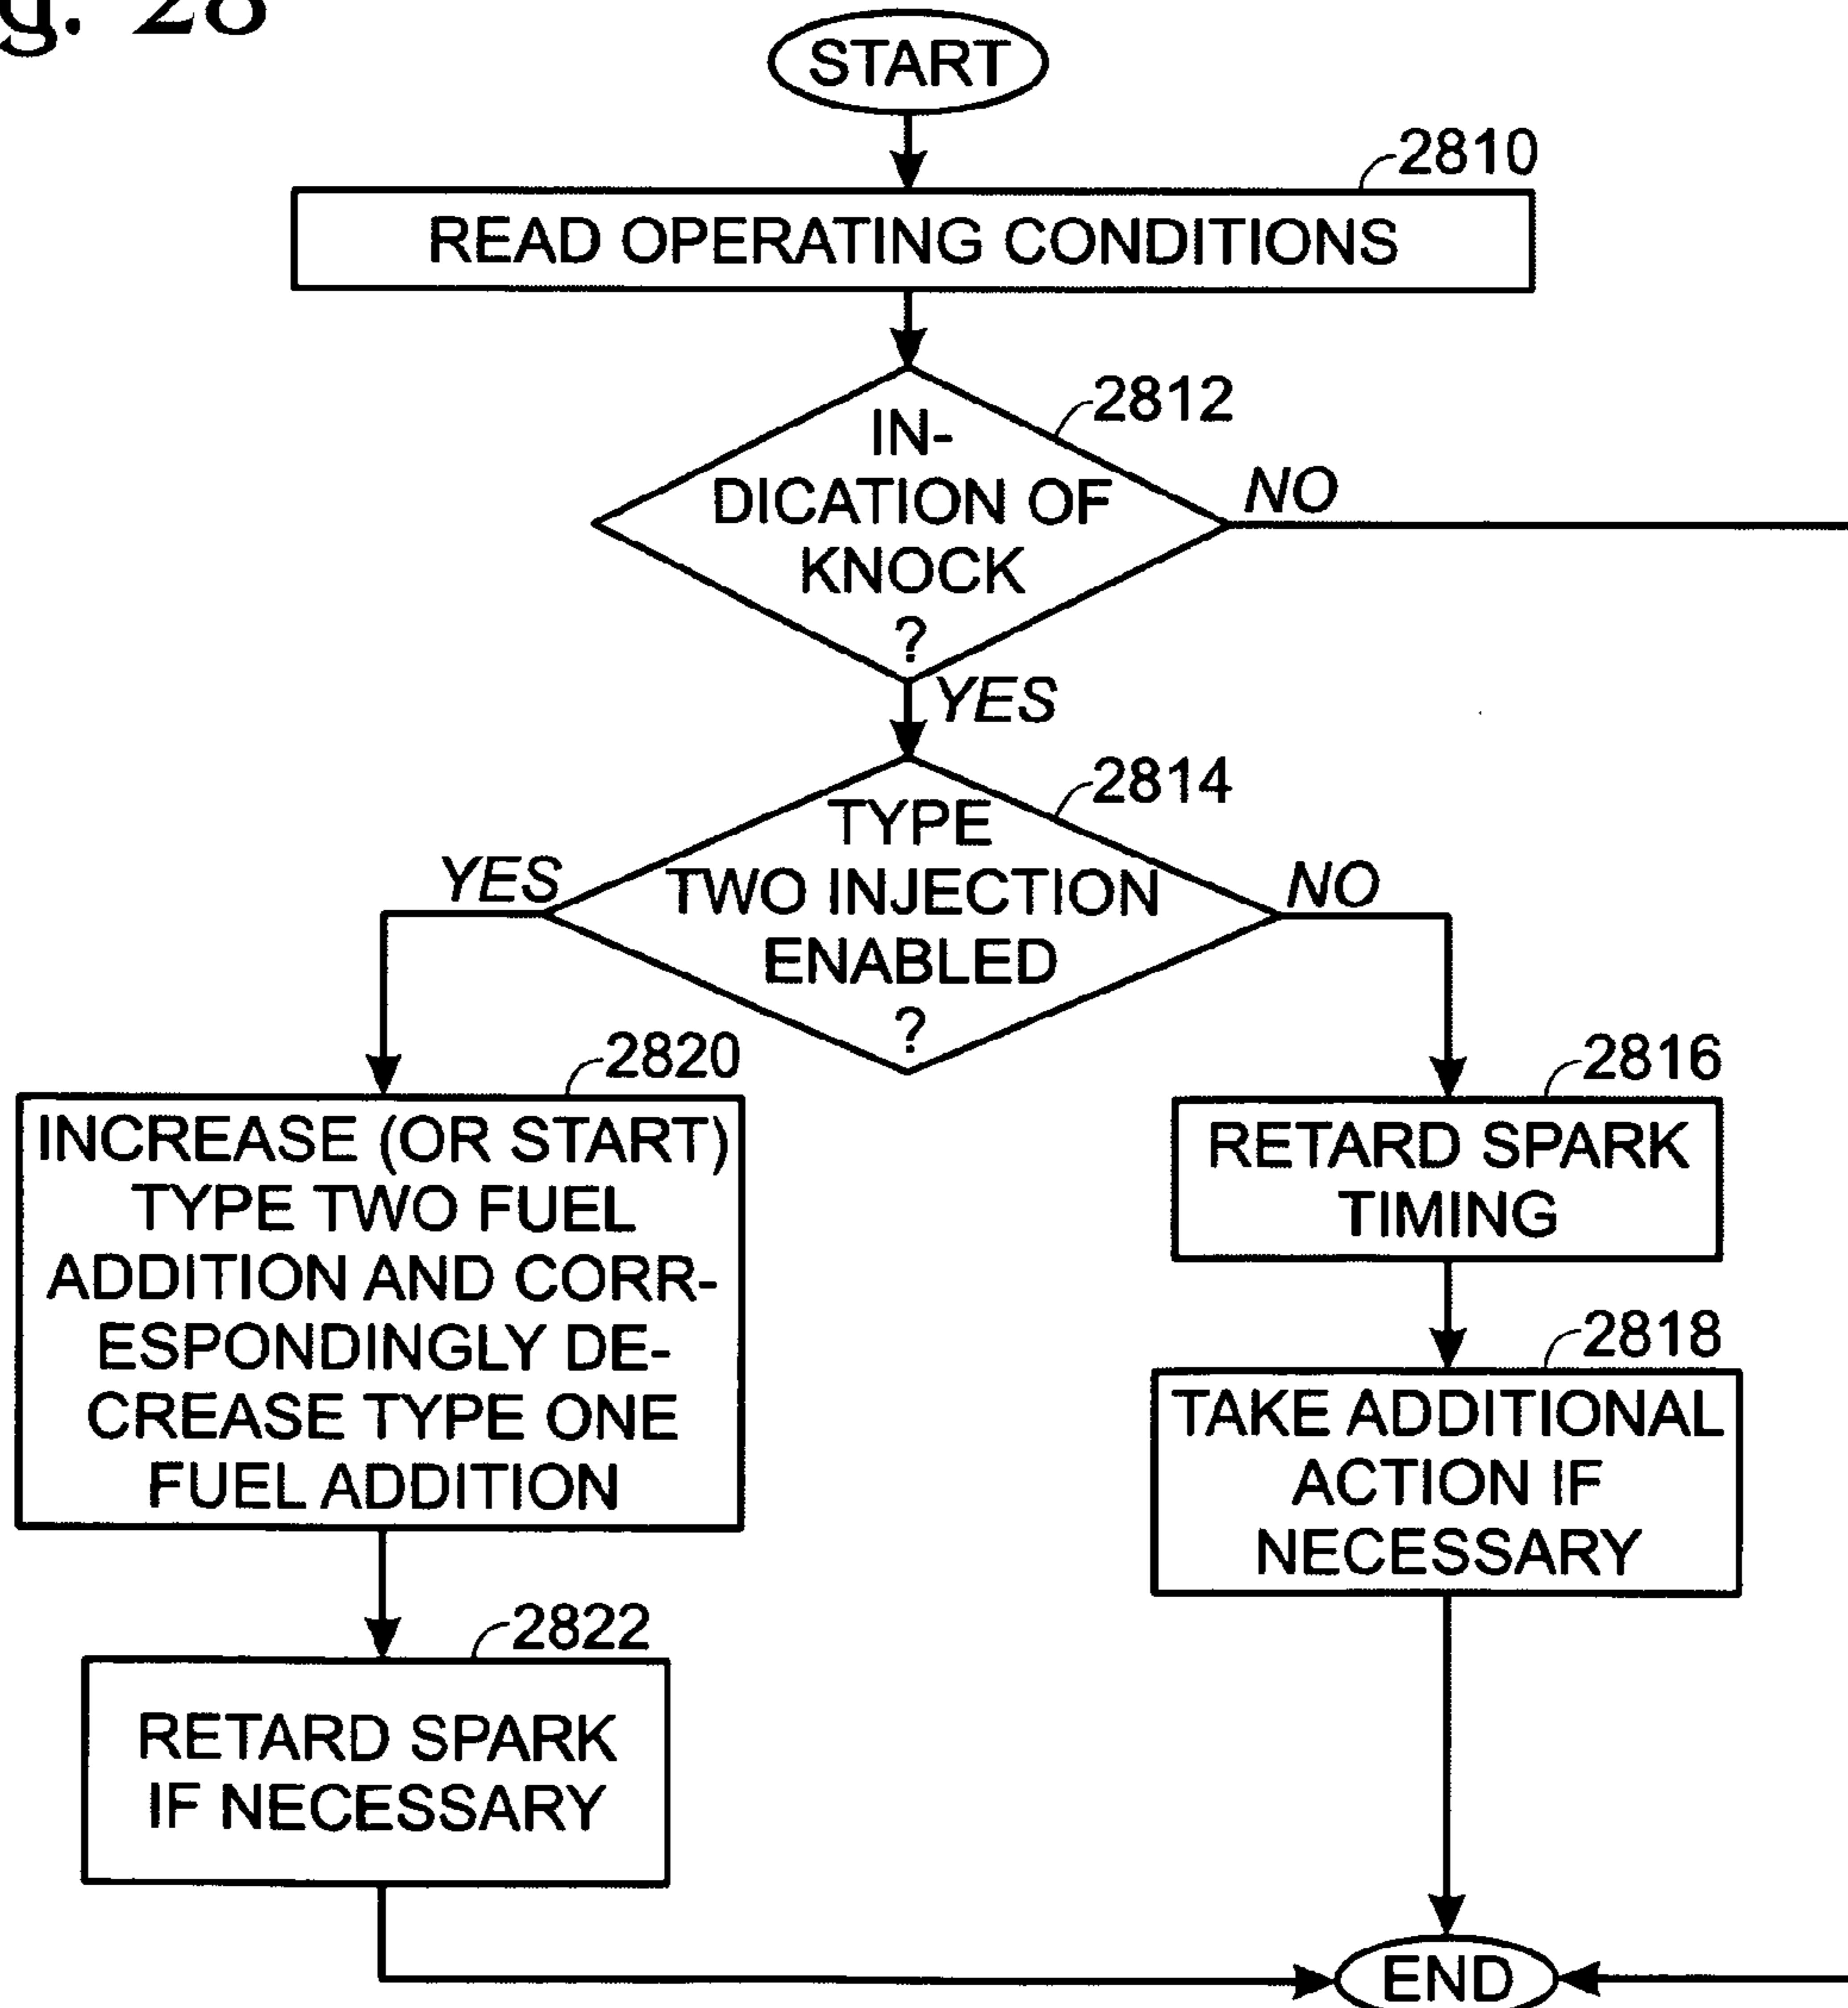 g. 28
START
2810
READ OPERATING CONDITIONS
2812
IN-
DICATION OF
KNOCK
?
NO
YES
2814
TYPE
TWO INJECTION
ENABLED
?
YES
NO
2820
INCREASE (OR START)
TYPE TWO FUEL
ADDITION AND CORR-
ESPONDINGLY DE-
CREASE TYPE ONE
FUEL ADDITION
2816
RETARD SPARK
TIMING
2818
TAKE ADDITIONAL
ACTION IF
NECESSARY
2822
RETARD SPARK
IF NECESSARY
END